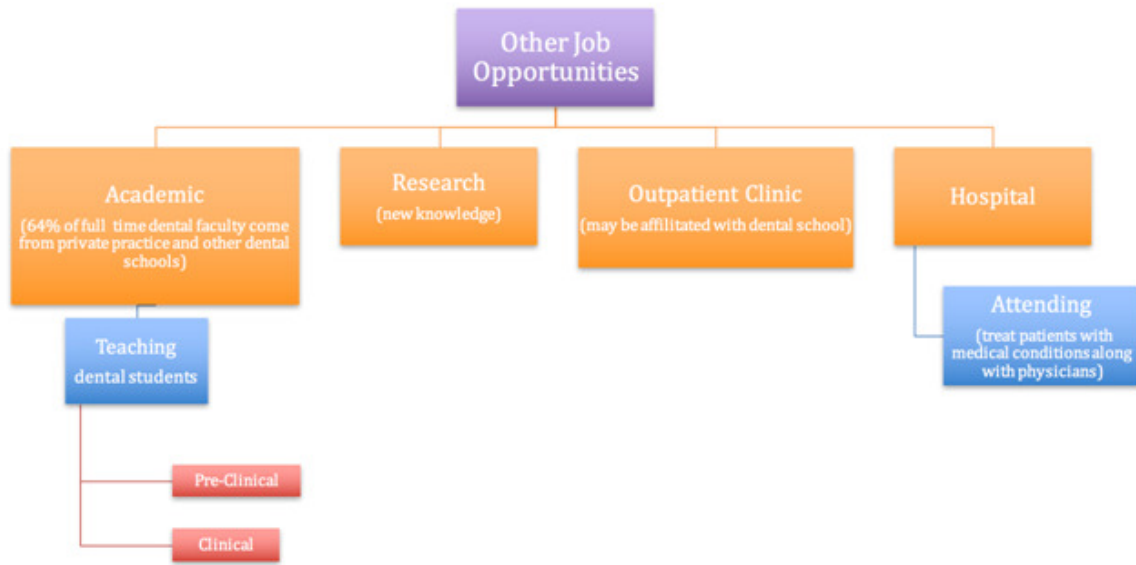 Other Job
Opportunities
Academic
(64% of full time dental faculty come
from private practice and other dental
schools)
Research
(new knowledge)
Outpatient Clinic
(may be affilitated with dental school)
Hospital
Teaching
dental students
Attending
(treat patients with
medical conditions along
with physicians)
Pre-Clinical
Clinical